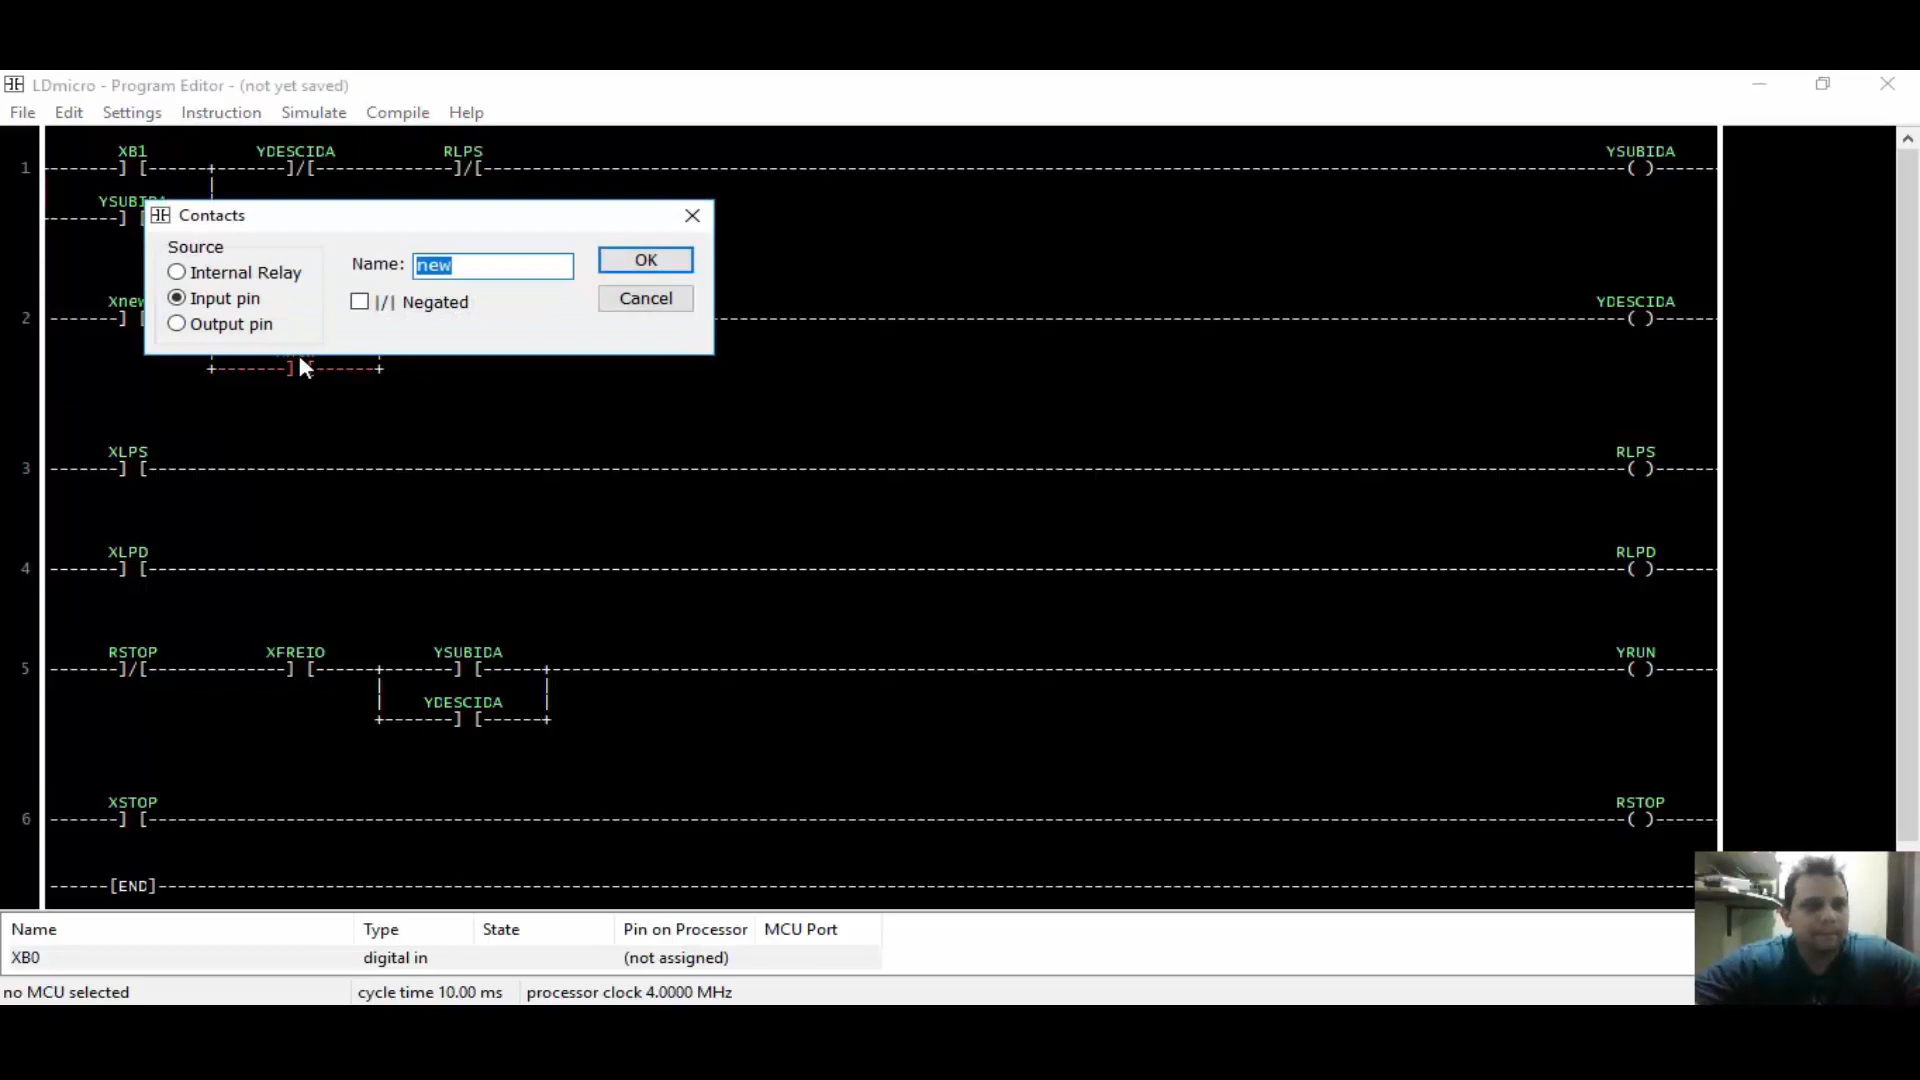 LDmicro - Program Editor - (not yet saved)
File Edit Settings Instruction Simulate Compile Help
XB1 YDESCIDA RLPS YSUBIDA
1 ------] [------+-------]/[--------------]/[------( )------
YSUBIDA
Contacts
Source
Internal Relay
Input pin
Output pin
Name: new
|/| Negated
OK
Cancel
Xnew YDESCIDA
2
XLPS RLPS
3
XLPD RLPD
4
RSTOP XFREIO YSUBIDA YRUN
5
YDESCIDA
XSTOP RSTOP
6
------[END]------
Name Type State Pin on Processor MCU Port
XB0 digital in (not assigned)
no MCU selected cycle time 10.00 ms processor clock 4.0000 MHz